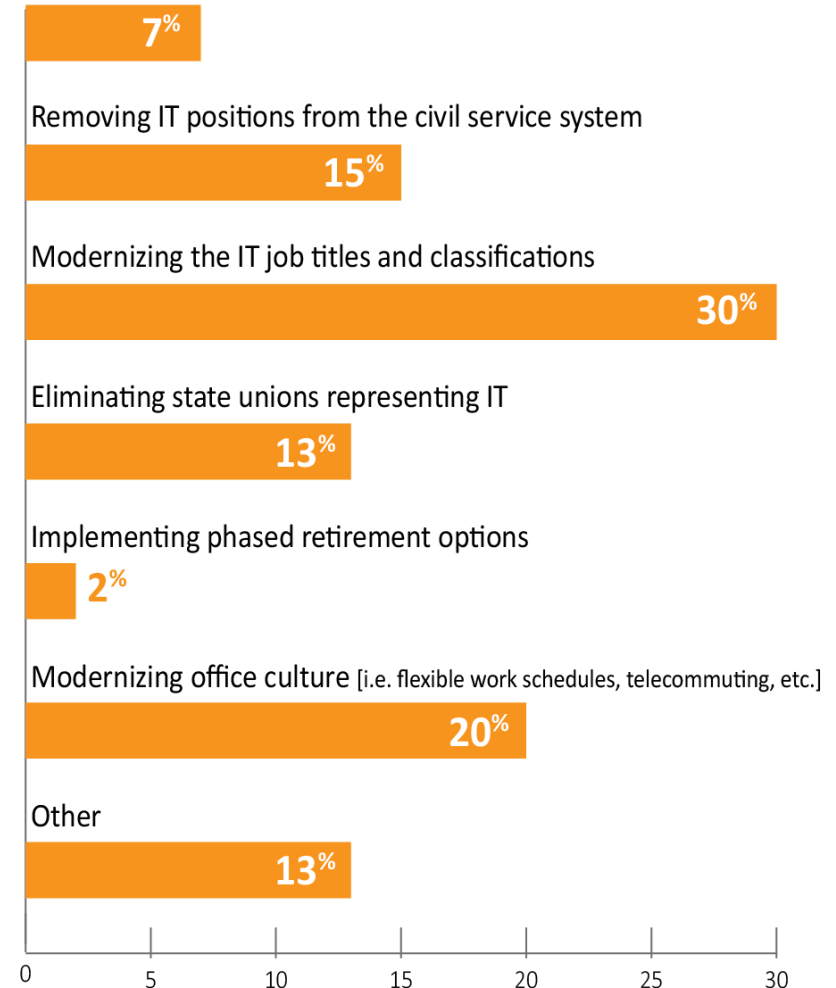 7%
Removing IT positions from the civil service system
15%
Modernizing the IT job titles and classifications
30%
Eliminating state unions representing IT
13%
Implementing phased retirement options
2%
Modernizing office culture [i.e. flexible work schedules, telecommuting, etc.]
20%
Other
13%
0 5 10 15 20 25 30